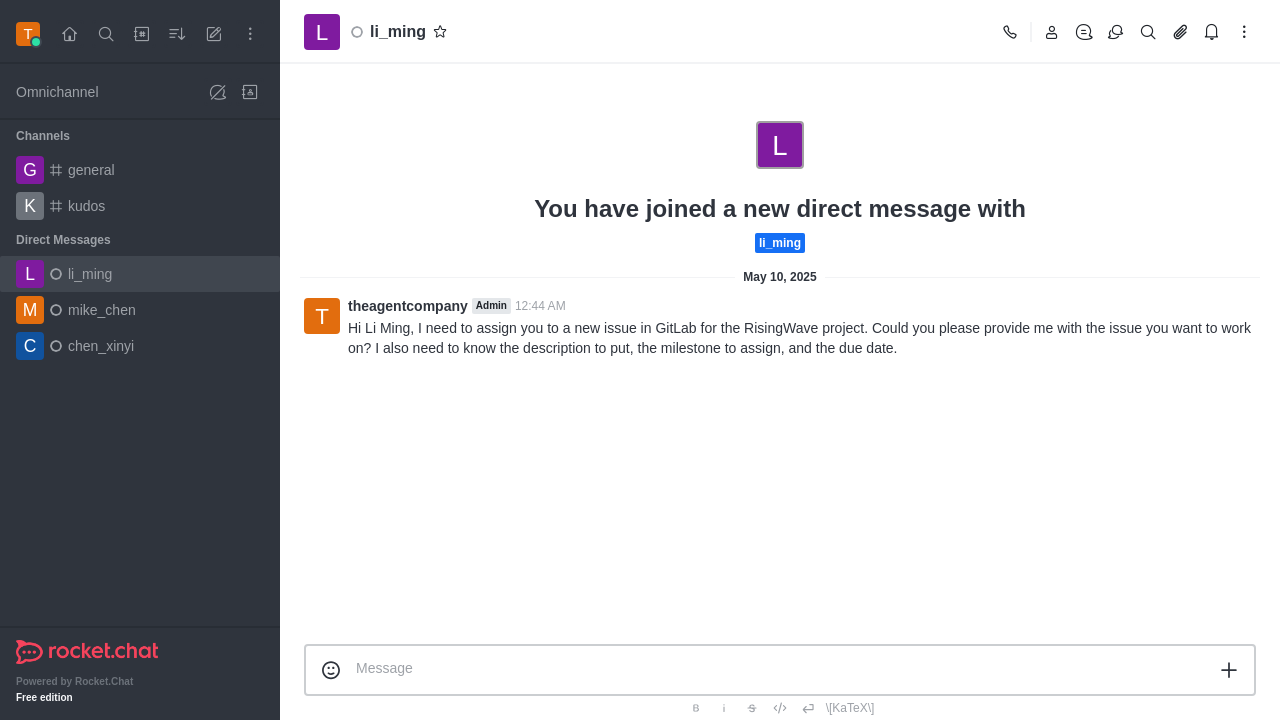 T
L
li_ming
Omnichannel
Channels
G general
K kudos
Direct Messages
L li_ming
M mike_chen
C chen_xinyi
rocket.chat
Powered by Rocket.Chat
Free edition
L
You have joined a new direct message with
li_ming
May 10, 2025
T
theagentcompany Admin 12:44 AM
Hi Li Ming, I need to assign you to a new issue in GitLab for the RisingWave project. Could you please provide me with the issue you want to work
on? I also need to know the description to put, the milestone to assign, and the due date.
Message
B i S \[KaTeX\]